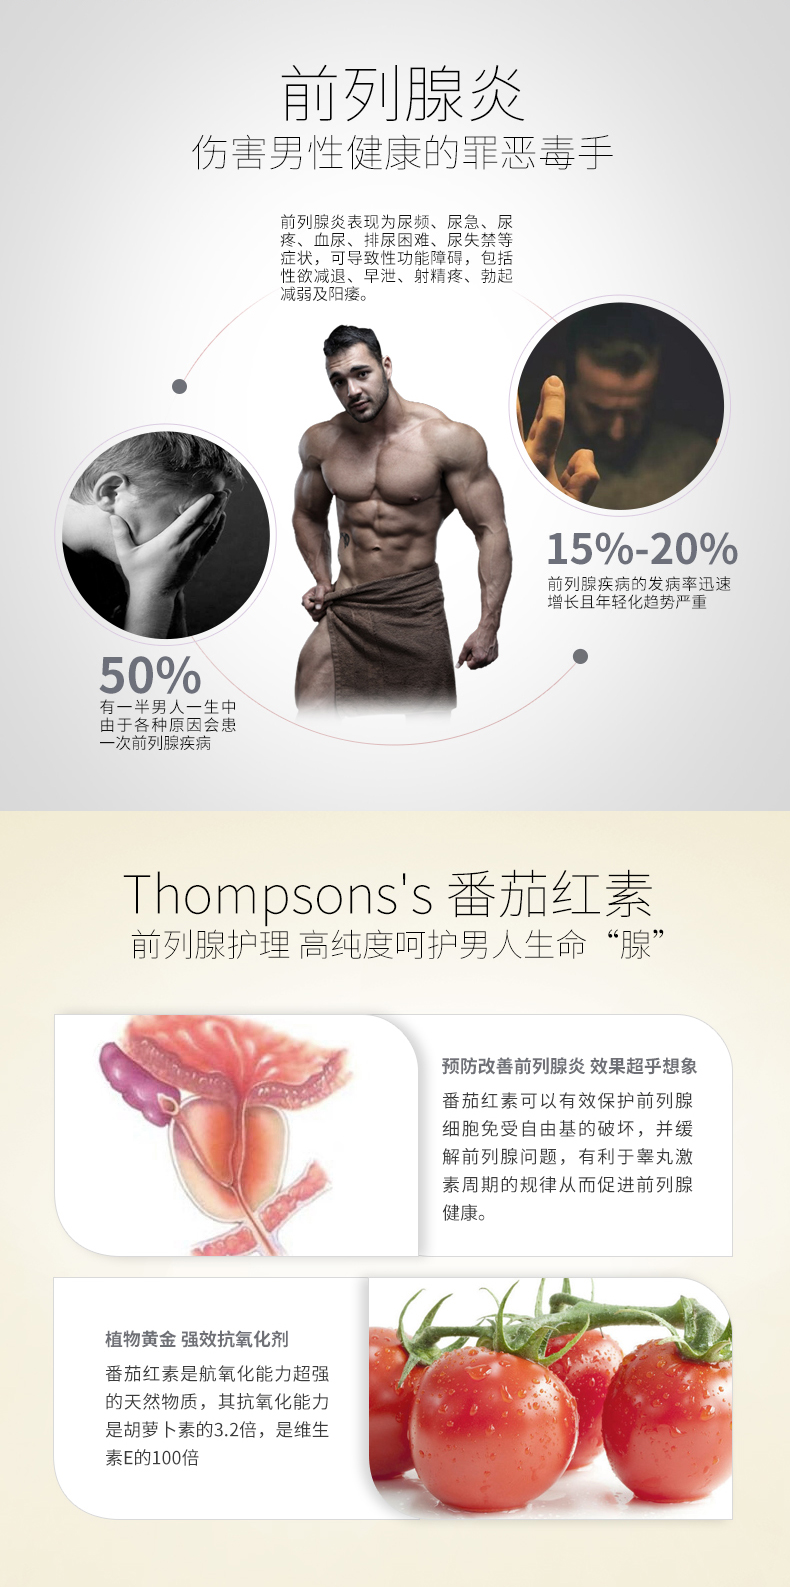 前列腺炎
伤害男性健康的罪恶毒手
前列腺炎表现为尿频、尿急、尿
疼、血尿、排尿困难、尿失禁等
症状，可导致性功能障碍，包括
性欲减退、早泄、射精疼、勃起
减弱及阳痿。
15%-20%
前列腺疾病的发病率迅速
增长且年轻化趋势严重
50%
有一半男人一生中
由于各种原因会患
一次前列腺疾病
Thompsons's 番茄红素
前列腺护理 高纯度呵护男人生命“腺”
预防改善前列腺炎 效果超乎想象
番茄红素可以有效保护前列腺
细胞免受自由基的破坏，并缓
解前列腺问题，有利于睾丸激
素周期的规律从而促进前列腺
健康。
植物黄金 强效抗氧化剂
番茄红素是航氧化能力超强
的天然物质，其抗氧化能力
是胡萝卜素的3.2倍，是维生
素E的100倍